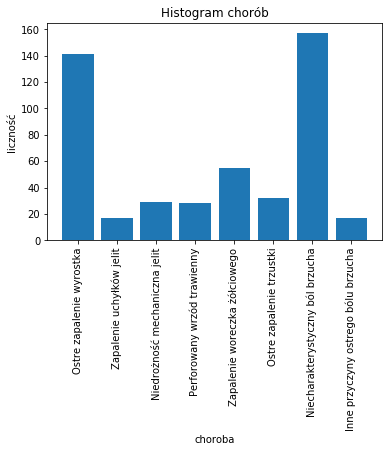 Histogram chorób
160
140
120
100
80
60
40
20
0
liczność
Ostre zapalenie wyrostka
Zapalenie uchyłków jelit
Niedrożność mechaniczna jelit
Perforowany wrzód trawienny
Zapalenie woreczka żółciowego
Ostre zapalenie trzustki
Niecharakterystyczny ból brzucha
Inne przyczyny ostrego bólu brzucha
choroba